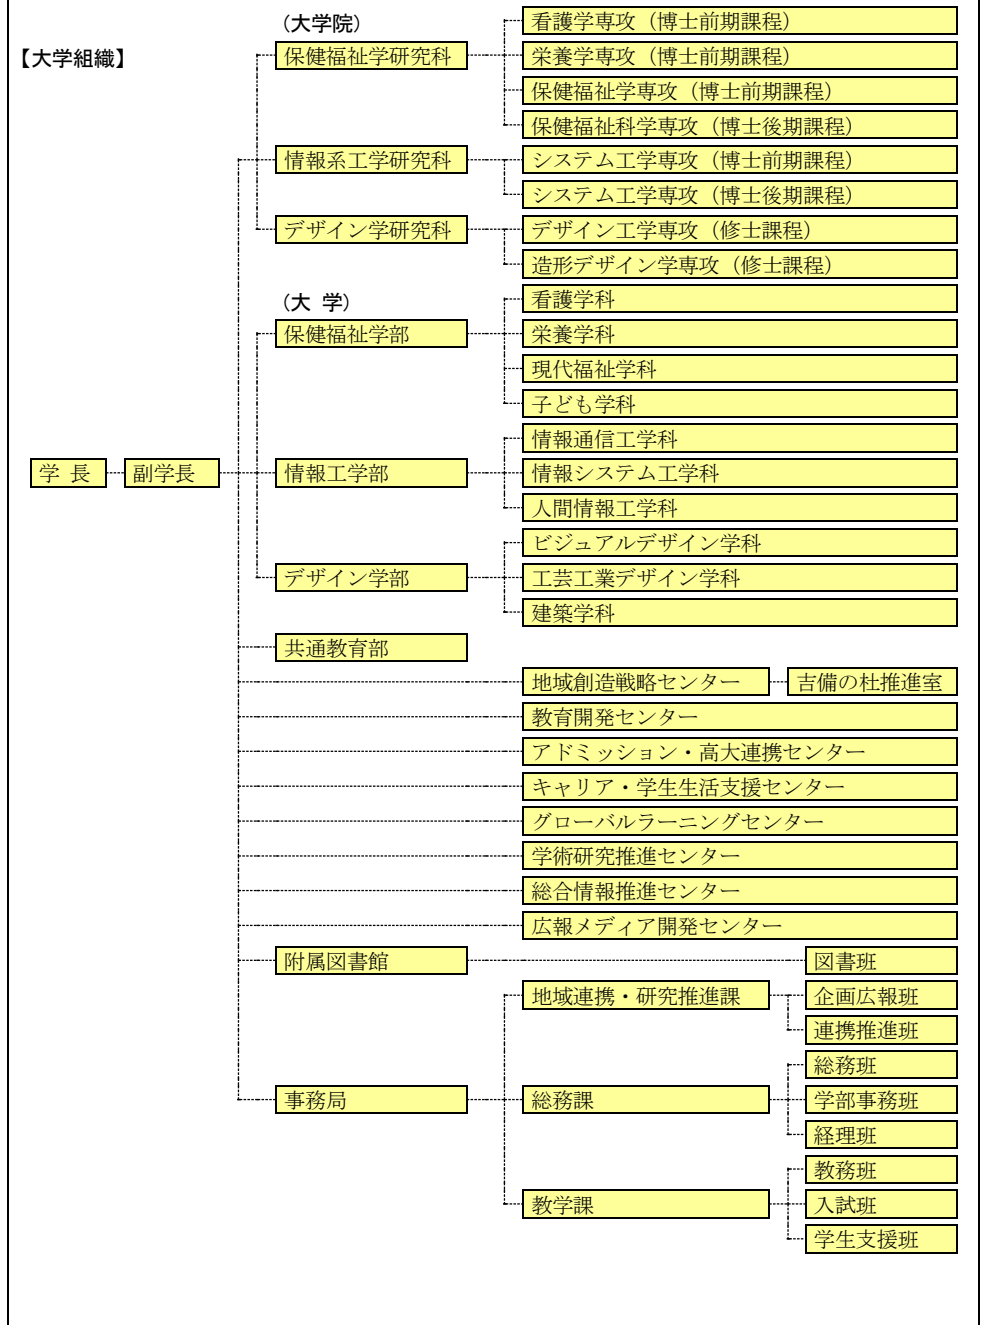 (大学院)
看護学専攻（博士前期課程）
【大学組織】
保健福祉学研究科
栄養学専攻（博士前期課程）
保健福祉学専攻（博士前期課程）
保健福祉科学専攻（博士後期課程）
情報系工学研究科
システム工学専攻（博士前期課程）
システム工学専攻（博士後期課程）
デザイン学研究科
デザイン工学専攻（修士課程）
造形デザイン学専攻（修士課程）
(大 学)
看護学科
保健福祉学部
栄養学科
現代福祉学科
子ども学科
情報通信工学科
学 長
副学長
情報工学部
情報システム工学科
人間情報工学科
ビジュアルデザイン学科
デザイン学部
工芸工業デザイン学科
建築学科
共通教育部
地域創造戦略センター
吉備の杜推進室
教育開発センター
アドミッション・高大連携センター
キャリア・学生生活支援センター
グローバルラーニングセンター
学術研究推進センター
総合情報推進センター
広報メディア開発センター
附属図書館
図書班
地域連携・研究推進課
企画広報班
連携推進班
総務班
事務局
総務課
学部事務班
経理班
教務班
教学課
入試班
学生支援班